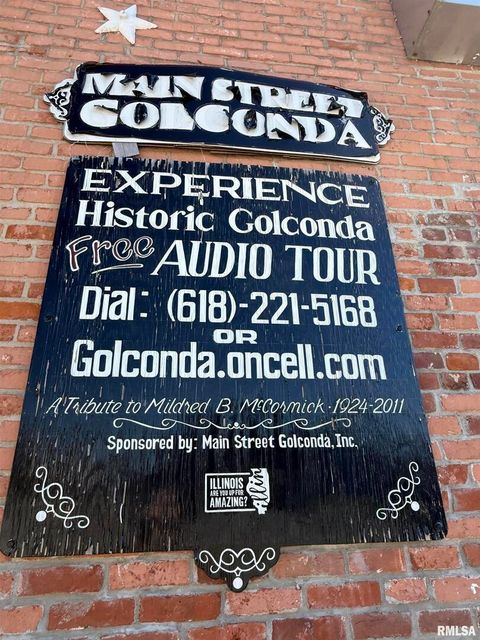 MAIN STREET
GOLCONDA
EXPERIENCE
Historic Golconda
Free AUDIO TOUR
Dial: (618)-221-5168
OR
Golconda.oncell.com
A Tribute to Mildred B. McCormick • 1924-2011
Sponsored by: Main Street Golconda, Inc.
ILLINOIS
ARE YOU UP FOR
AMAZING?
Allin
RMLSA